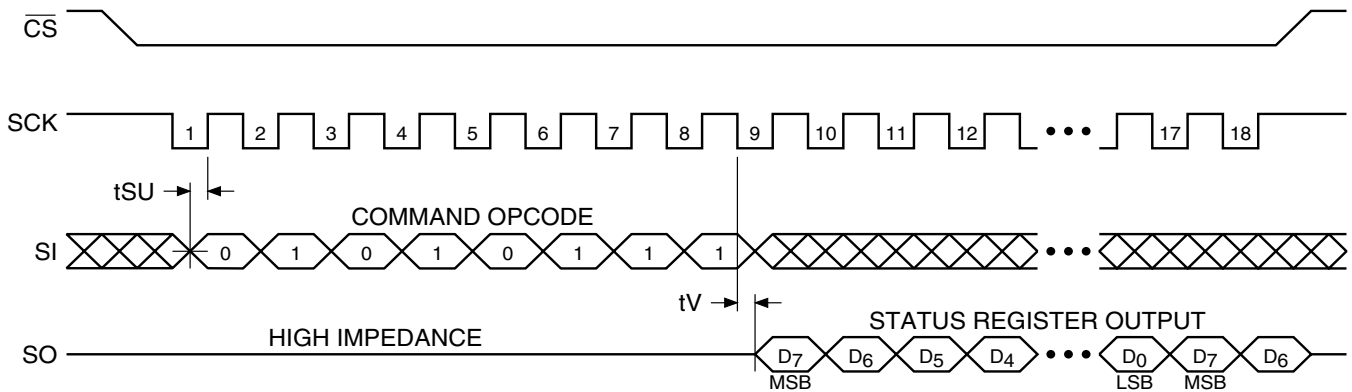 CS
SCK 1 2 3 4 5 6 7 8 9 10 11 12 ••• 17 18
tSU
COMMAND OPCODE
SI 0 1 0 1 0 1 1 1 •••
tV
HIGH IMPEDANCE STATUS REGISTER OUTPUT
SO D7 D6 D5 D4 ••• D0 D7 D6
MSB LSB MSB